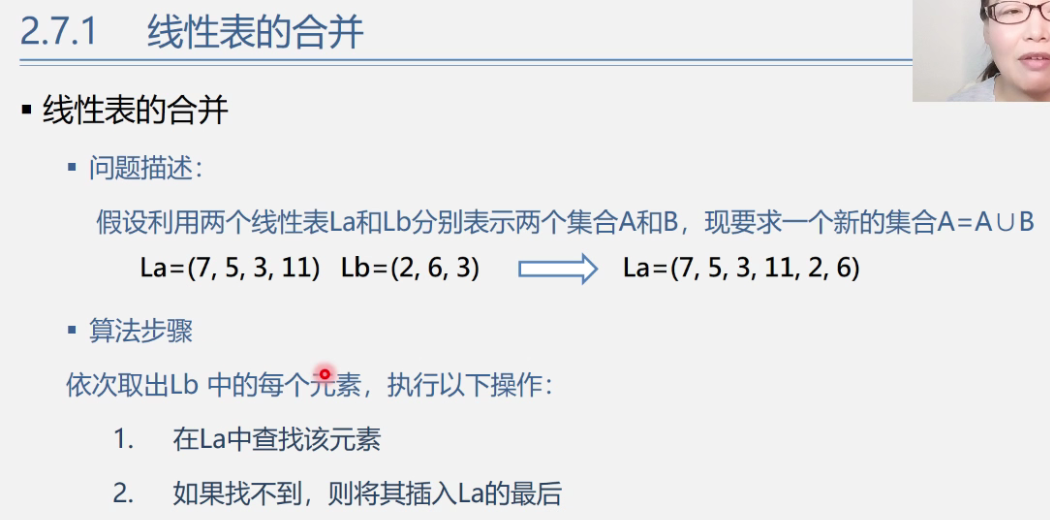 2.7.1 线性表的合并
▪ 线性表的合并
▪ 问题描述：
假设利用两个线性表La和Lb分别表示两个集合A和B，现要求一个新的集合A=A∪B
La=(7, 5, 3, 11) Lb=(2, 6, 3) La=(7, 5, 3, 11, 2, 6)
▪ 算法步骤
依次取出Lb 中的每个元素，执行以下操作：
1. 在La中查找该元素
2. 如果找不到，则将其插入La的最后